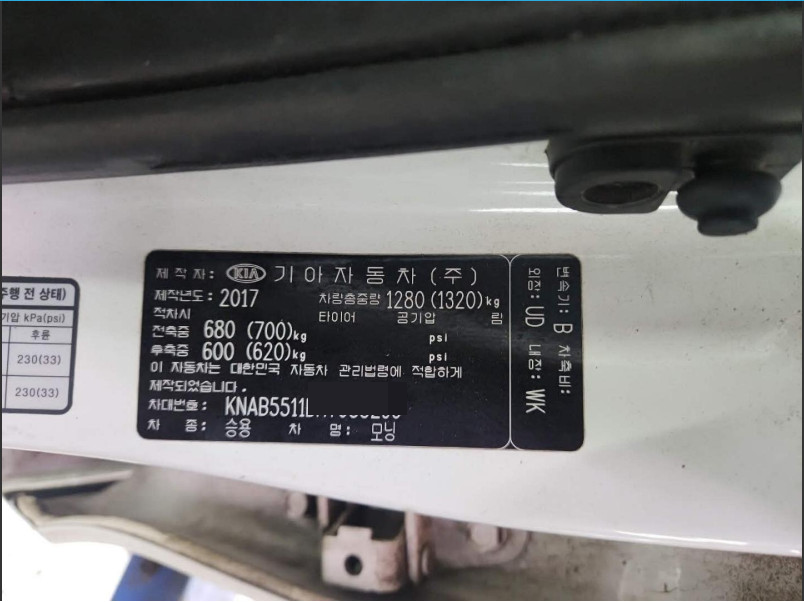 주행 전 상태)
기압 kPa(psi)
후륜
230(33)
230(33)
제 작 자 : KIA 기 아 자 동 차 ( 주 )
제작년도 : 2017 차량총중량 1280 (1320)kg
적차시 타이어 공기압 림
전축중 680 (700)kg psi
후축중 600 (620)kg psi
이 자동차는 대한민국 자동차 관리법령에 적합하게
제작되었습니다.
차대번호 : KNAB5511
차 종 : 승용 차 명 : 모닝
변속기 : B 차축비 :
외장 : UD 내장 : WK